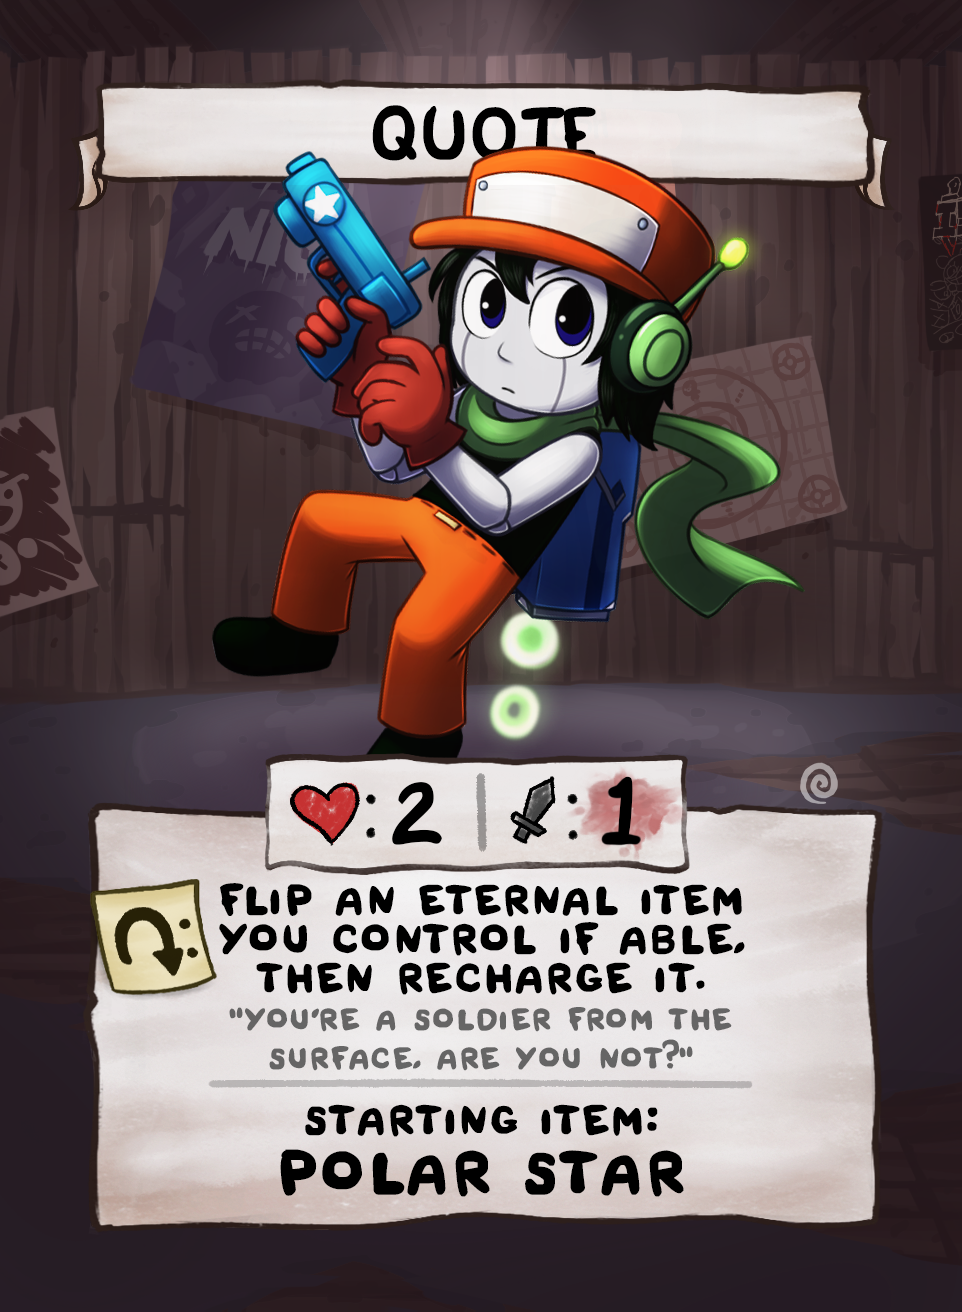 QUOTE
NI
:2 :1
FLIP AN ETERNAL ITEM
YOU CONTROL IF ABLE,
THEN RECHARGE IT.
"YOU'RE A SOLDIER FROM THE
SURFACE, ARE YOU NOT?"
STARTING ITEM:
POLAR STAR